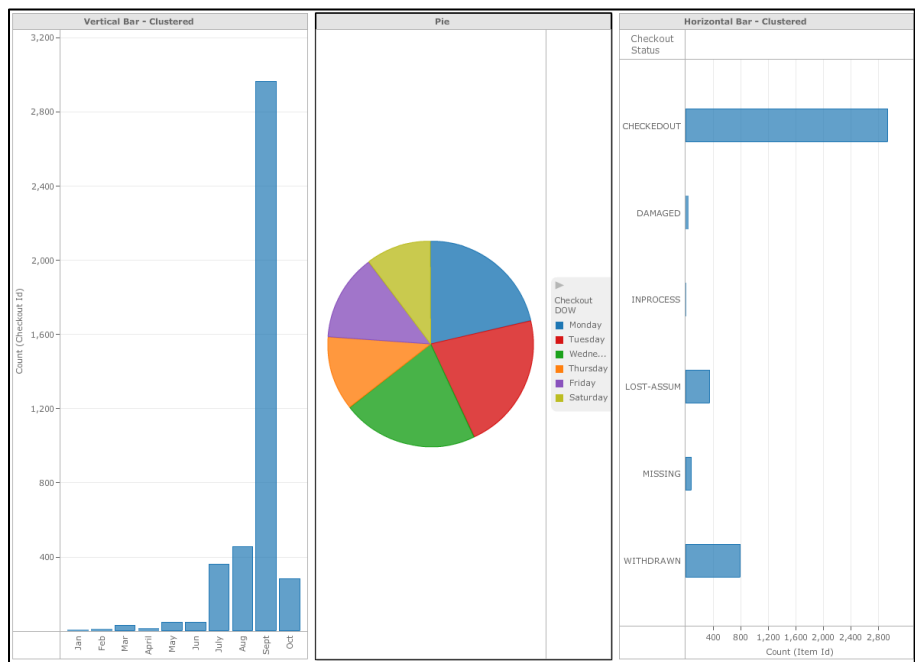 Vertical Bar - Clustered
3,200
2,800
2,400
2,000
1,600
1,200
800
400
Count (Checkout Id)
Jan
Feb
Mar
April
May
Jun
July
Aug
Sept
Oct
Pie
Checkout
DOW
Monday
Tuesday
Wedne...
Thursday
Friday
Saturday
Horizontal Bar - Clustered
Checkout
Status
CHECKEDOUT
DAMAGED
INPROCESS
LOST-ASSUM
MISSING
WITHDRAWN
400 800 1,200 1,600 2,000 2,400 2,800
Count (Item Id)